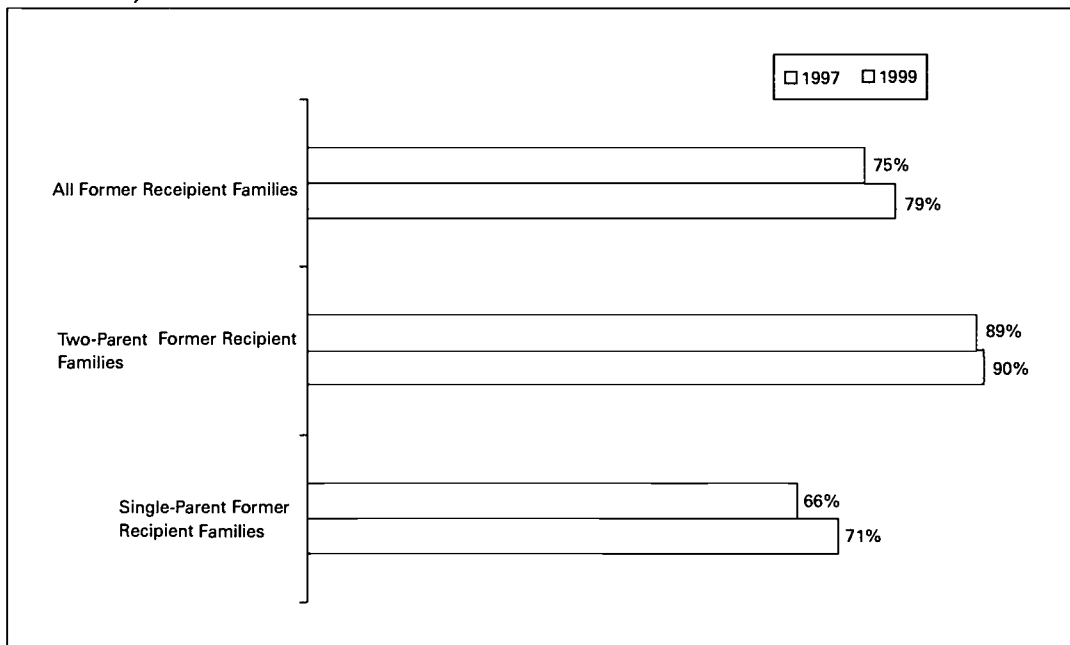 1997 1999
All Former Receipient Families
75%
79%
Two-Parent Former Recipient
Families
89%
90%
Single-Parent Former
Recipient Families
66%
71%